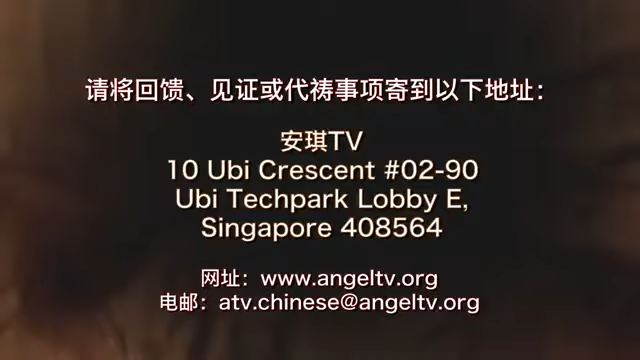 请将回馈、见证或代祷事项寄到以下地址：
安琪TV
10 Ubi Crescent #02-90
Ubi Techpark Lobby E,
Singapore 408564
网址：www.angeltv.org
电邮：atv.chinese@angeltv.org